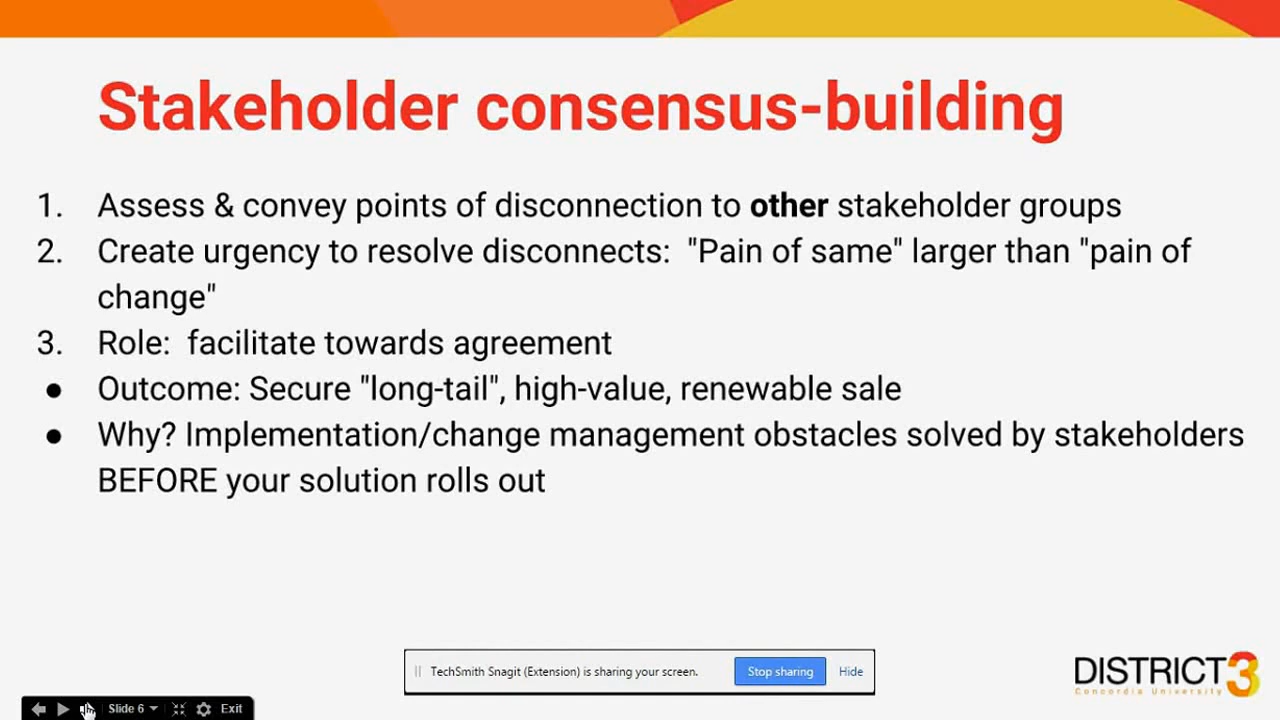 Stakeholder consensus-building
1. Assess & convey points of disconnection to other stakeholder groups
2. Create urgency to resolve disconnects:  "Pain of same" larger than "pain of
change"
3. Role:  facilitate towards agreement
● Outcome: Secure "long-tail", high-value, renewable sale
● Why? Implementation/change management obstacles solved by stakeholders
BEFORE your solution rolls out
TechSmith Snagit (Extension) is sharing your screen. Stop sharing Hide
DISTRICT3
Concordia University
Slide 6 Exit